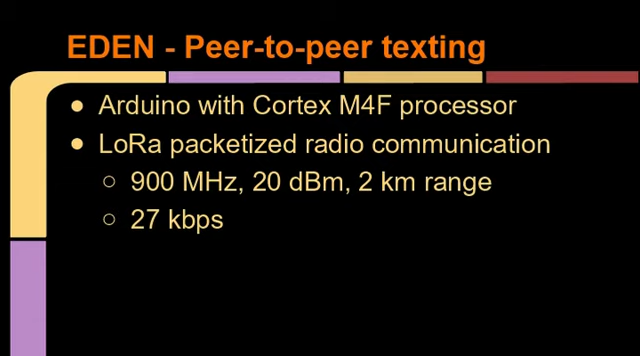 EDEN - Peer-to-peer texting
● Arduino with Cortex M4F processor
● LoRa packetized radio communication
○ 900 MHz, 20 dBm, 2 km range
○ 27 kbps